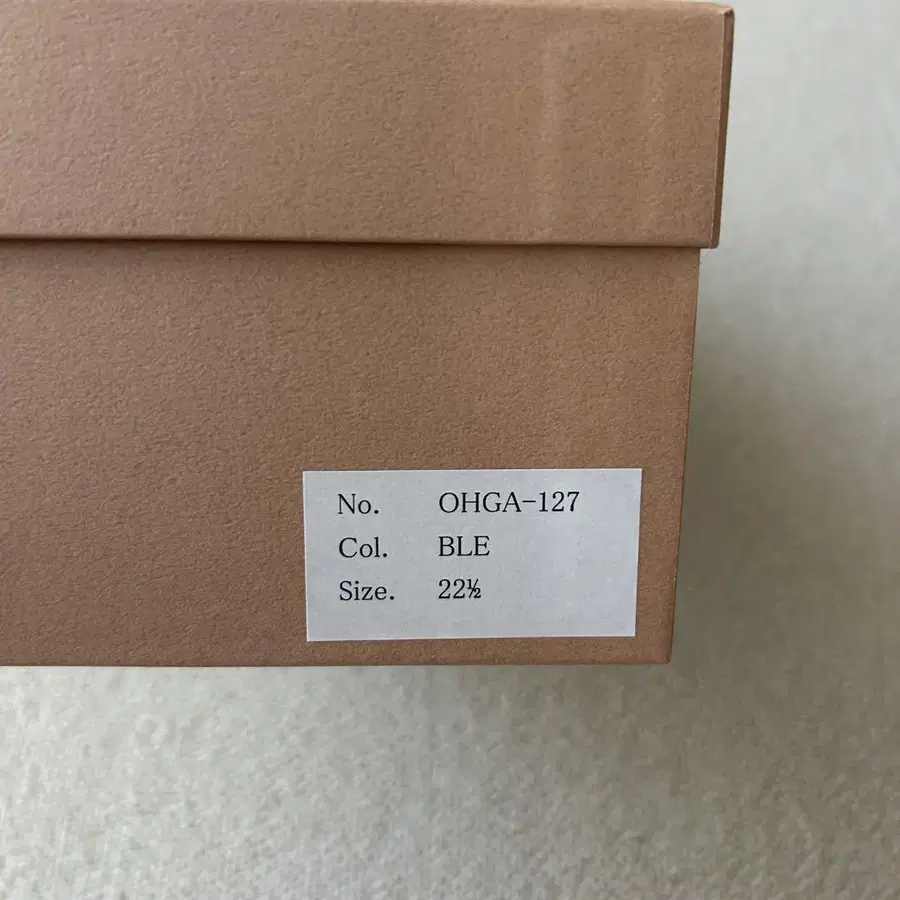 No. OHGA-127
Col. BLE
Size. 22½